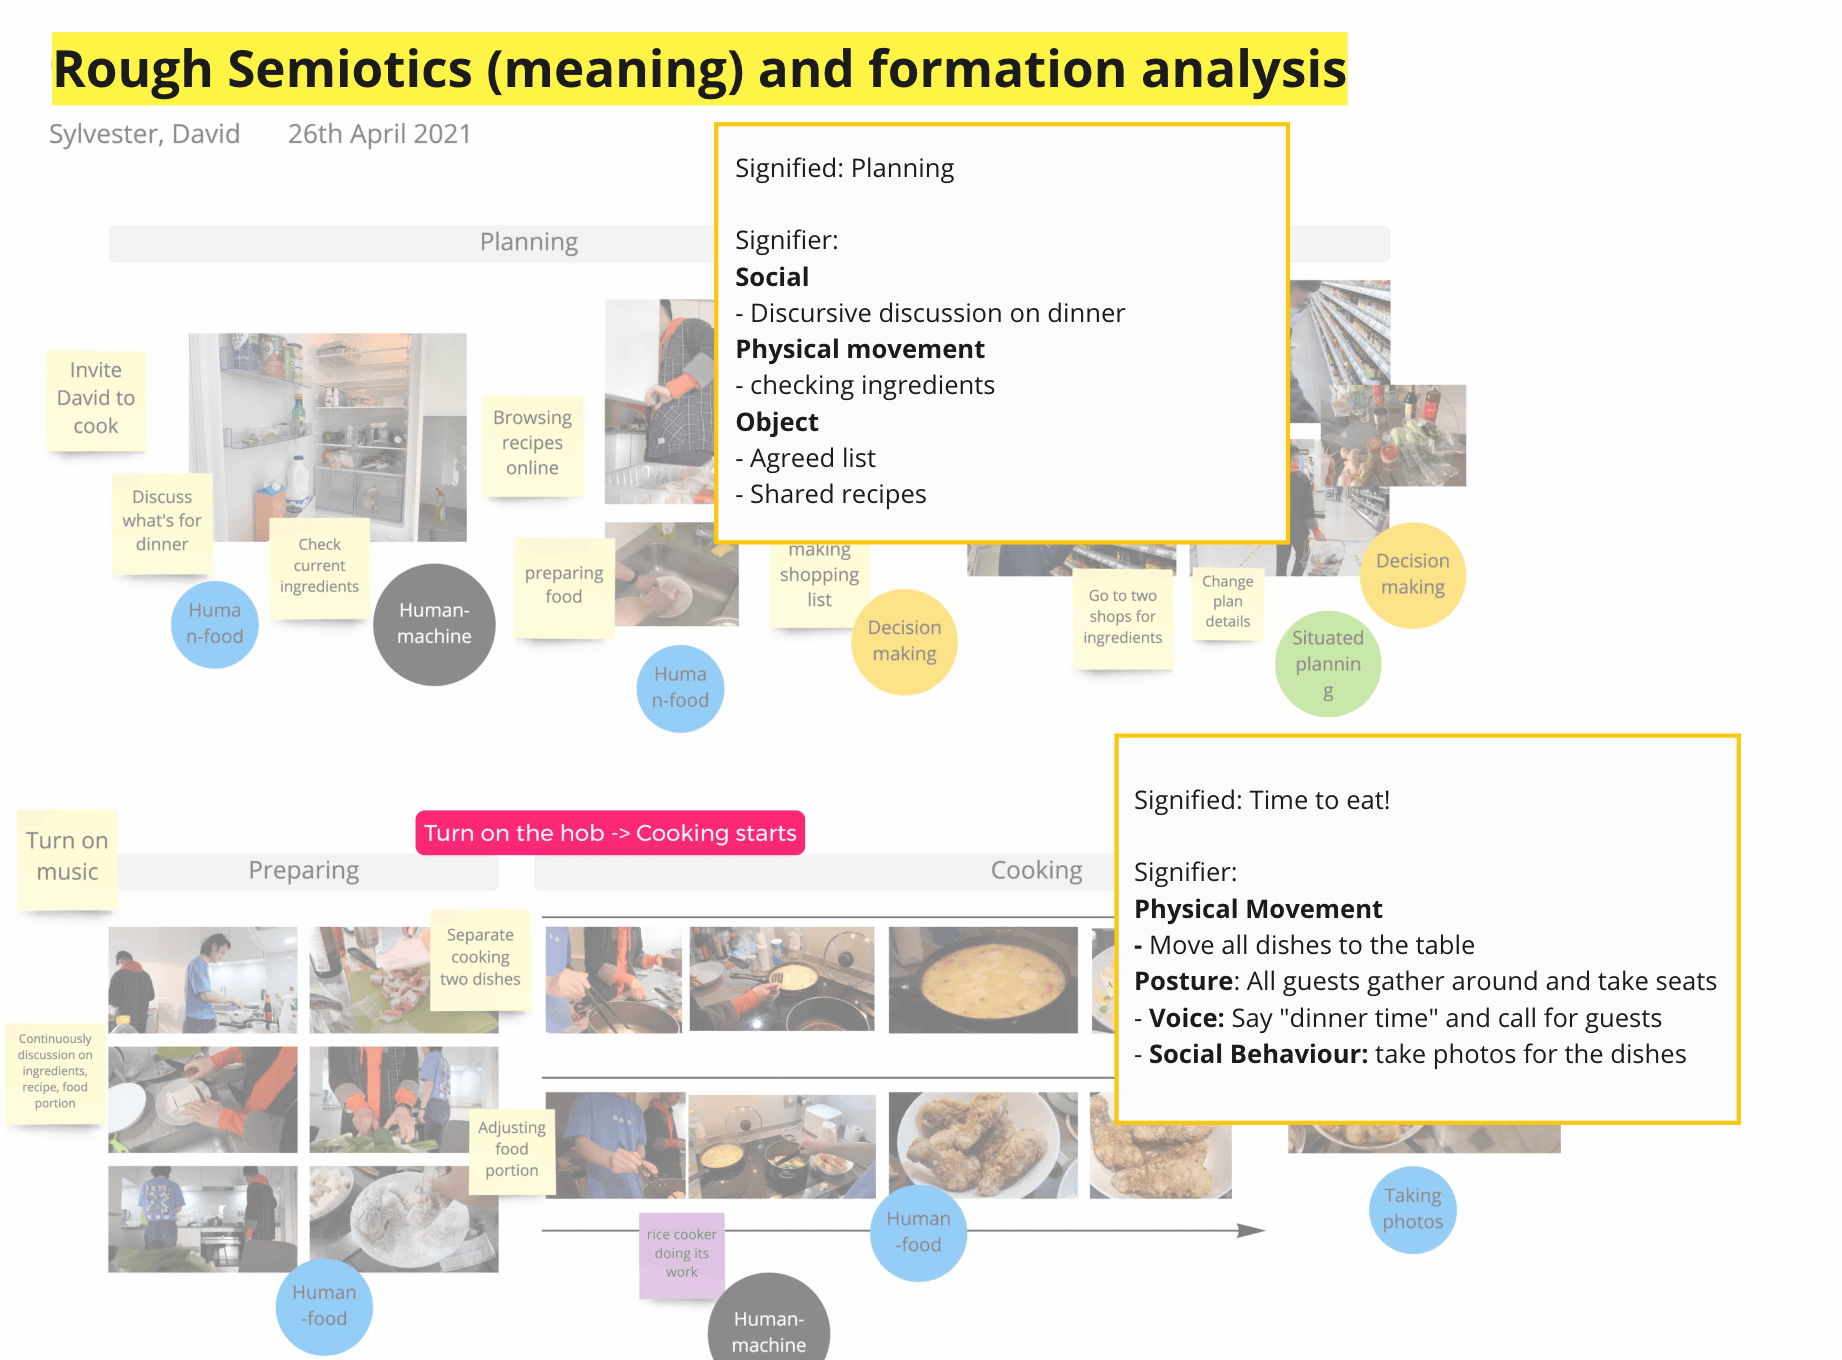 Rough Semiotics (meaning) and formation analysis
Sylvester, David
26th April 2021
Signified: Planning
Signifier:
Social
- Discursive discussion on dinner
Physical movement
- checking ingredients
Object
- Agreed list
- Shared recipes
Planning
Invite
David to
cook
Discuss
what's for
dinner
Huma
n-food
Check
current
ingredients
Human-
machine
Browsing
recipes
online
preparing
food
Huma
n-food
making
shopping
list
Decision
making
Go to two
shops for
ingredients
Change
plan
details
Situated
plannin
g
Decision
making
Turn on
music
Turn on the hob -> Cooking starts
Preparing
Cooking
Signified: Time to eat!
Signifier:
Physical Movement
- Move all dishes to the table
Posture: All guests gather around and take seats
- Voice: Say "dinner time" and call for guests
- Social Behaviour: take photos for the dishes
Separate
cooking
two dishes
Continuously
discussion on
ingredients,
recipe, food
portion
Adjusting
food
portion
Human
-food
rice cooker
doing its
work
Human-
machine
Human
-food
Taking
photos